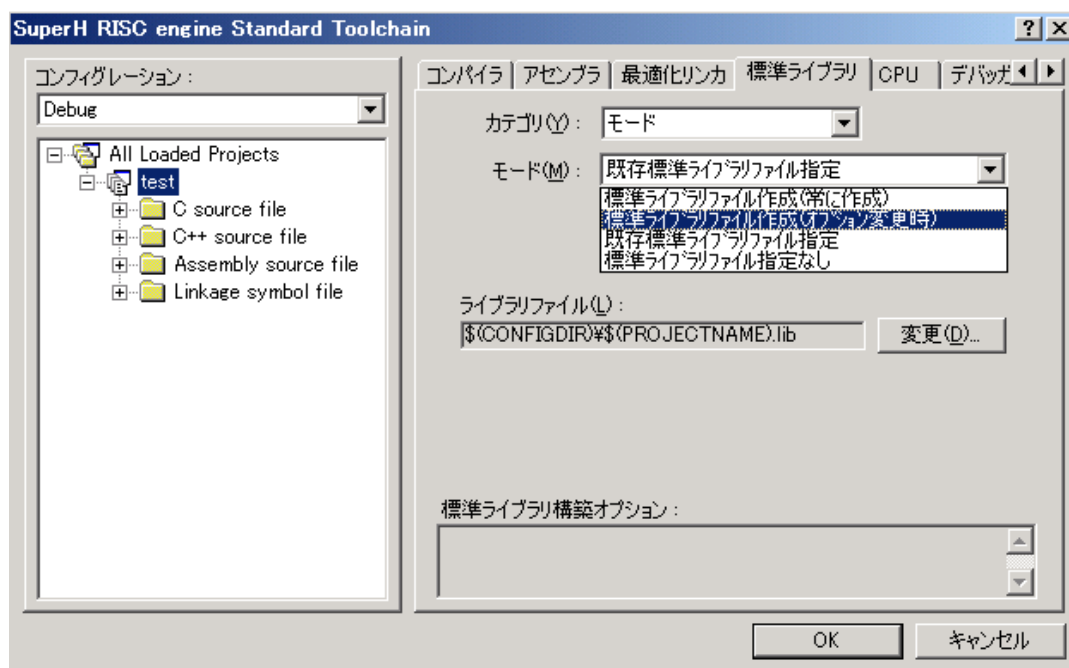 SuperH RISC engine Standard Toolchain
コンフィグレーション :
Debug
All Loaded Projects
test
C source file
C++ source file
Assembly source file
Linkage symbol file
コンパイラ アセンブラ 最適化リンカ 標準ライブラリ CPU デバッガ
カテゴリ(Y) : モード
モード(M) : 既存標準ライブラリファイル指定
標準ライブラリファイル作成(常に作成)
標準ライブラリファイル作成(オプション変更時)
既存標準ライブラリファイル指定
標準ライブラリファイル指定なし
ライブラリファイル(L) :
$(CONFIGDIR)¥$(PROJECTNAME).lib 変更(D)...
標準ライブラリ構築オプション :
OK キャンセル